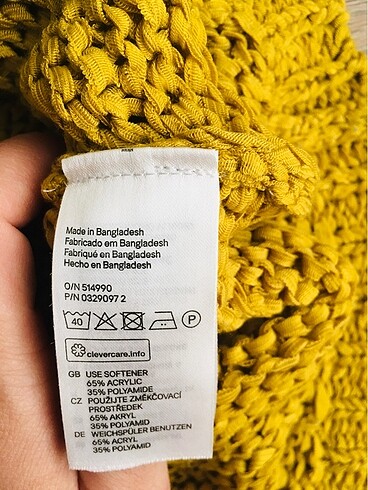 Made in Bangladesh
Fabricado em Bangladesh
Fabriqué en Bangladesh
Hecho en Bangladesh
O/N 514990
P/N 0329097 2
40 P
clevercare.info
GB USE SOFTENER
65% ACRYLIC
35% POLYAMIDE
CZ POUŽIJTE ZMĚKČOVACÍ
PROSTŘEDEK
65% AKRYL
35% POLYAMID
DE WEICHSPÜLER BENUTZEN
65% ACRYL
35% POLYAMID